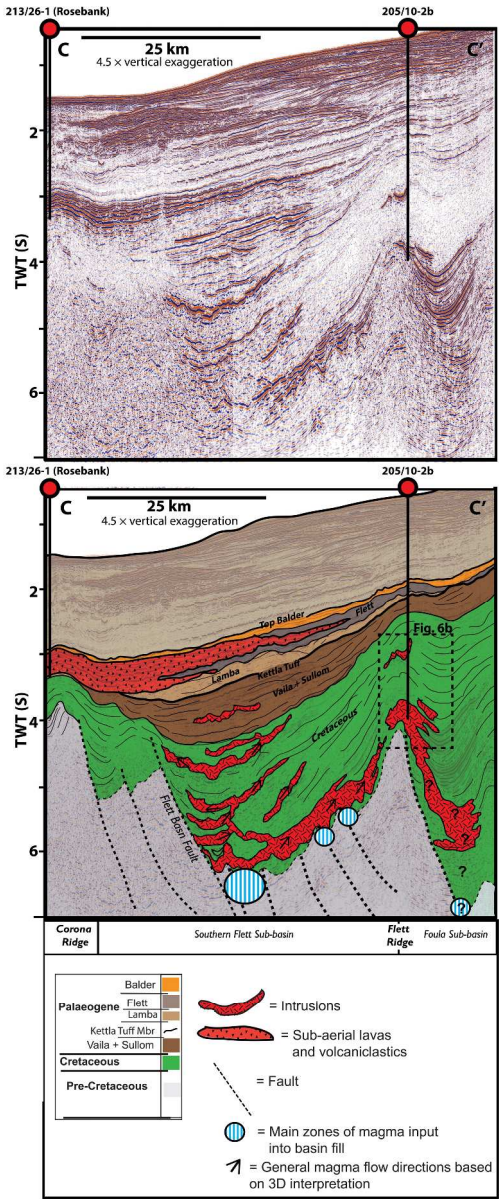 213/26-1 (Rosebank)
205/10-2b
C
25 km
C'
4.5 × vertical exaggeration
2
TWT (S)
4
6
213/26-1 (Rosebank)
205/10-2b
C
25 km
C'
4.5 × vertical exaggeration
2
Top Balder
Flett
Fig. 6b
Lamba
Kettla Tuff
Vaila + Sullom
TWT (S)
4
Cretaceous
Flett Basn Fault
?
?
?
6
?
Corona
Ridge
Southern Flett Sub-basin
Flett
Ridge
Foula Sub-basin
Balder
Palaeogene
Flett
Lamba
Kettla Tuff Mbr
Vaila + Sullom
Cretaceous
Pre-Cretaceous
= Intrusions
= Sub-aerial lavas
and volcaniclastics
= Fault
= Main zones of magma input
into basin fill
= General magma flow directions based
on 3D interpretation